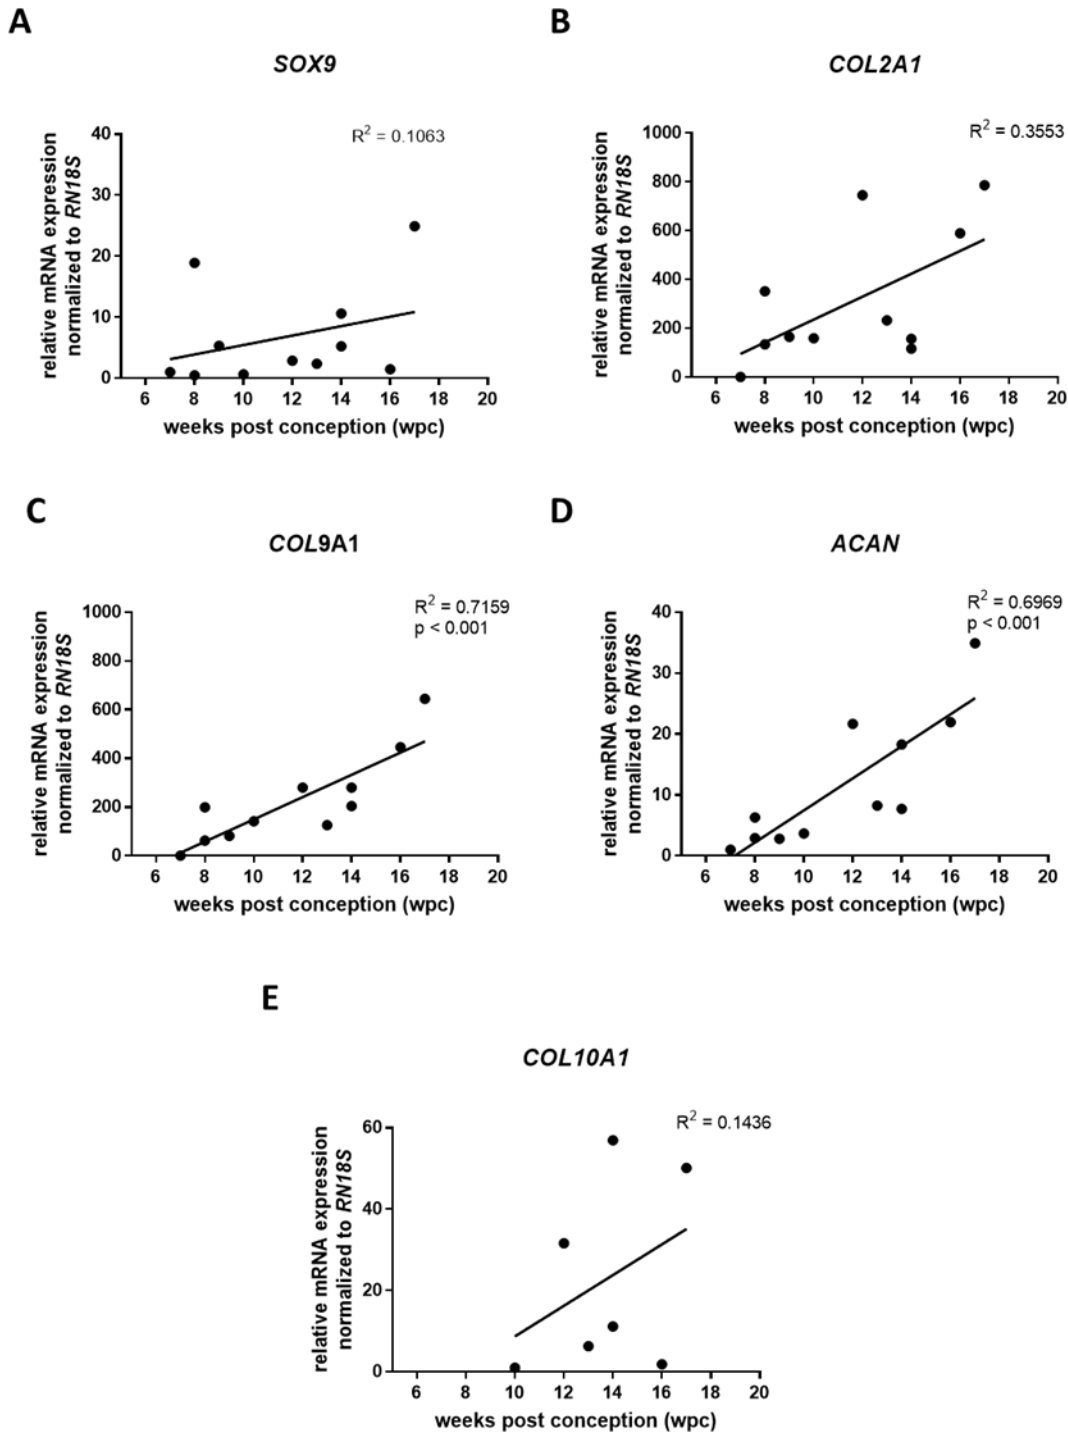 A
SOX9
R² = 0.1063
relative mRNA expression
normalized to RN18S
40
30
20
10
0
6 8 10 12 14 16 18 20
weeks post conception (wpc)
B
COL2A1
R² = 0.3553
relative mRNA expression
normalized to RN18S
1000
800
600
400
200
0
6 8 10 12 14 16 18 20
weeks post conception (wpc)
C
COL9A1
R² = 0.7159
p < 0.001
relative mRNA expression
normalized to RN18S
1000
800
600
400
200
0
6 8 10 12 14 16 18 20
weeks post conception (wpc)
D
ACAN
R² = 0.6969
p < 0.001
relative mRNA expression
normalized to RN18S
40
30
20
10
0
6 8 10 12 14 16 18 20
weeks post conception (wpc)
E
COL10A1
R² = 0.1436
relative mRNA expression
normalized to RN18S
60
40
20
0
6 8 10 12 14 16 18 20
weeks post conception (wpc)